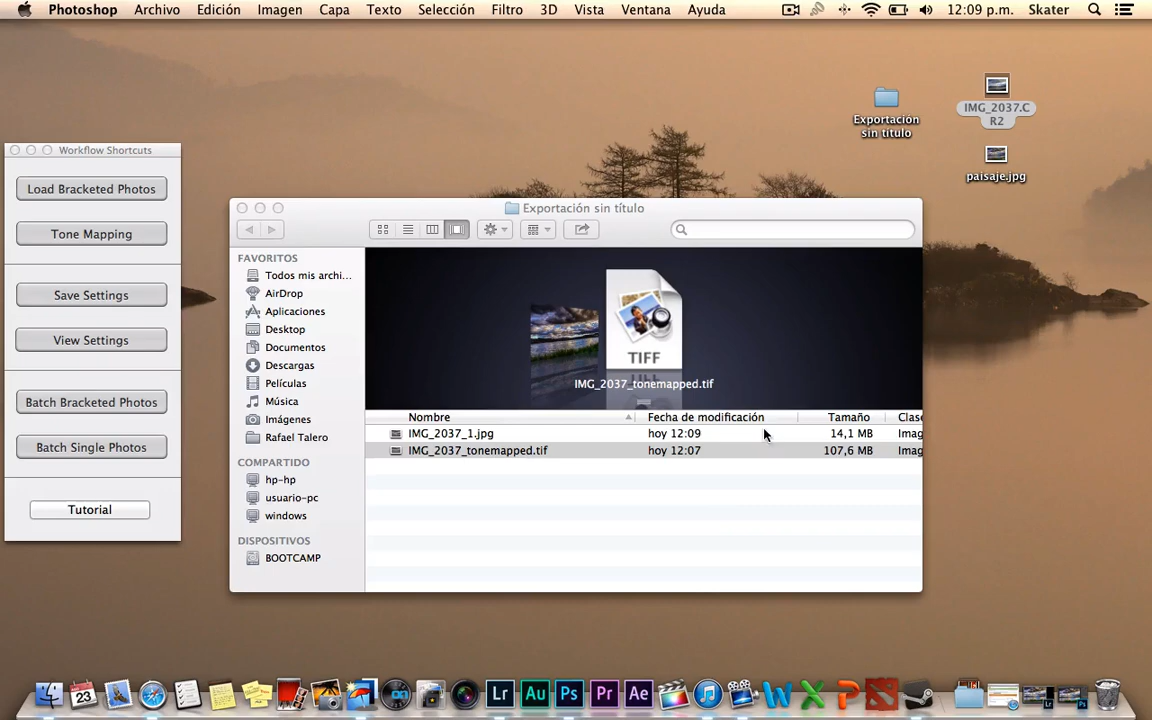 Photoshop Archivo Edición Imagen Capa Texto Selección Filtro 3D Vista Ventana Ayuda 12:09 p.m. Skater
Exportación
sin título
IMG_2037.C
R2
paisaje.jpg
Workflow Shortcuts
Load Bracketed Photos
Tone Mapping
Save Settings
View Settings
Batch Bracketed Photos
Batch Single Photos
Tutorial
Exportación sin título
FAVORITOS
Todos mis archi...
AirDrop
Aplicaciones
Desktop
Documentos
Descargas
Películas
Música
Imágenes
Rafael Talero
COMPARTIDO
hp-hp
usuario-pc
windows
DISPOSITIVOS
BOOTCAMP
TIFF
IMG_2037_tonemapped.tif
Nombre Fecha de modificación Tamaño Clase
IMG_2037_1.jpg hoy 12:09 14,1 MB Imag
IMG_2037_tonemapped.tif hoy 12:07 107,6 MB Imag
23 Lr Au Ps Pr Ae